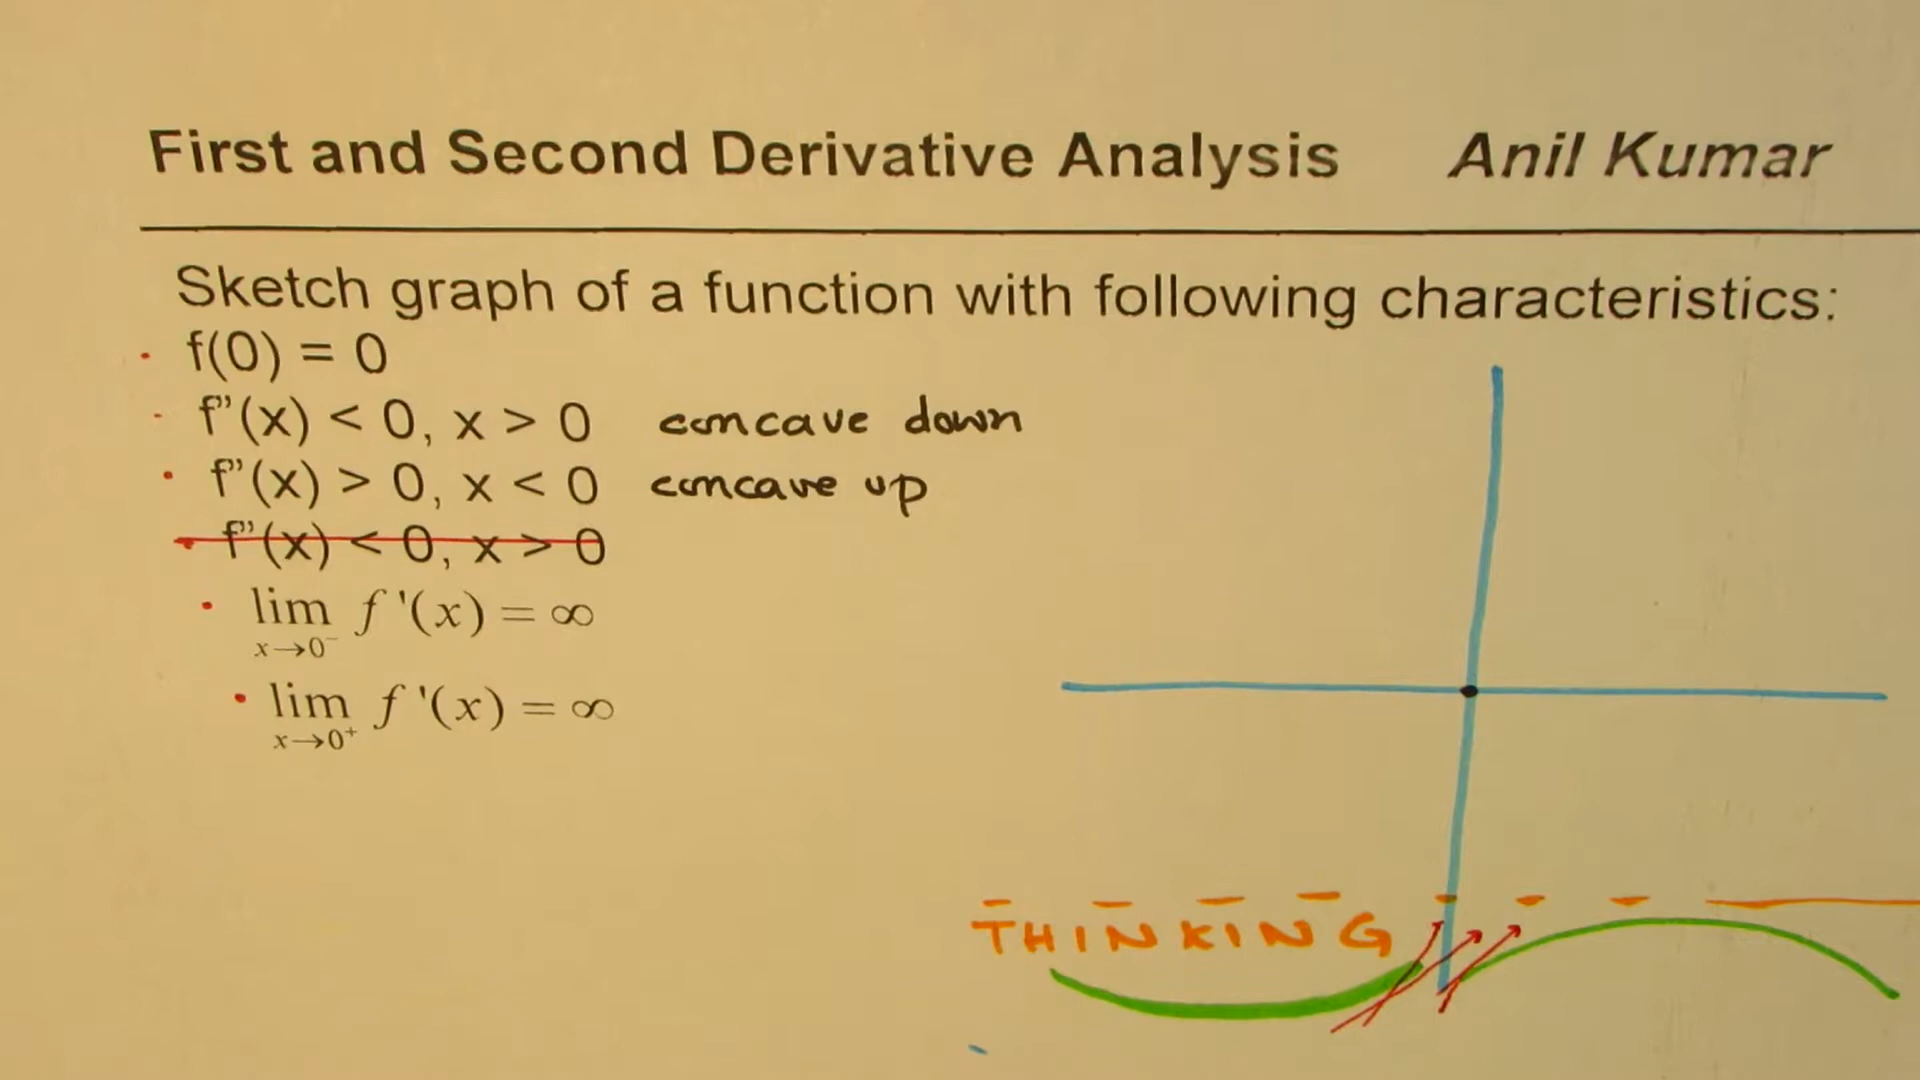 First and Second Derivative Analysis Anil Kumar
Sketch graph of a function with following characteristics:
· f(0) = 0
· f”(x) < 0, x > 0 concave down
· f”(x) > 0, x < 0 concave up
· f”(x) < 0, x > 0
· lim f '(x) = ∞
x→0⁻
· lim f '(x) = ∞
x→0⁺
THINKING